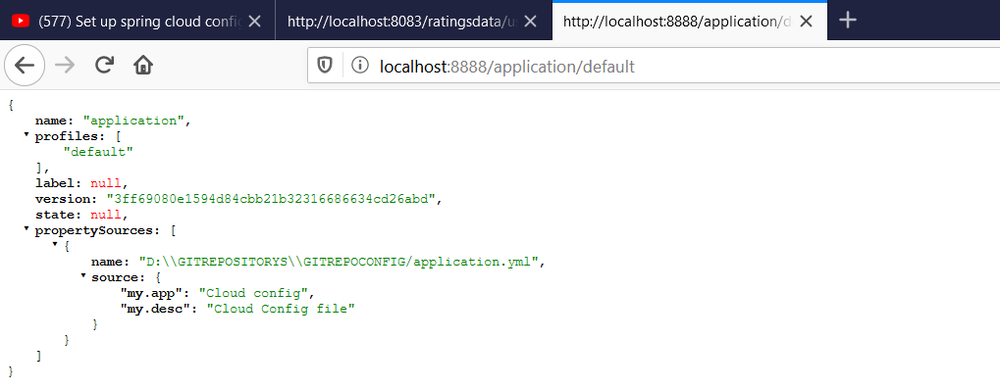 (577) Set up spring cloud config
http://localhost:8083/ratingsdata/us
http://localhost:8888/application/d
localhost:8888/application/default
{
name: "application",
profiles: [
"default"
],
label: null,
version: "3ff69080e1594d84cbb21b32316686634cd26abd",
state: null,
propertySources: [
{
name: "D:\\GITREPOSITORYS\\GITREPOCONFIG/application.yml",
source: {
"my.app": "Cloud config",
"my.desc": "Cloud Config file"
}
}
]
}